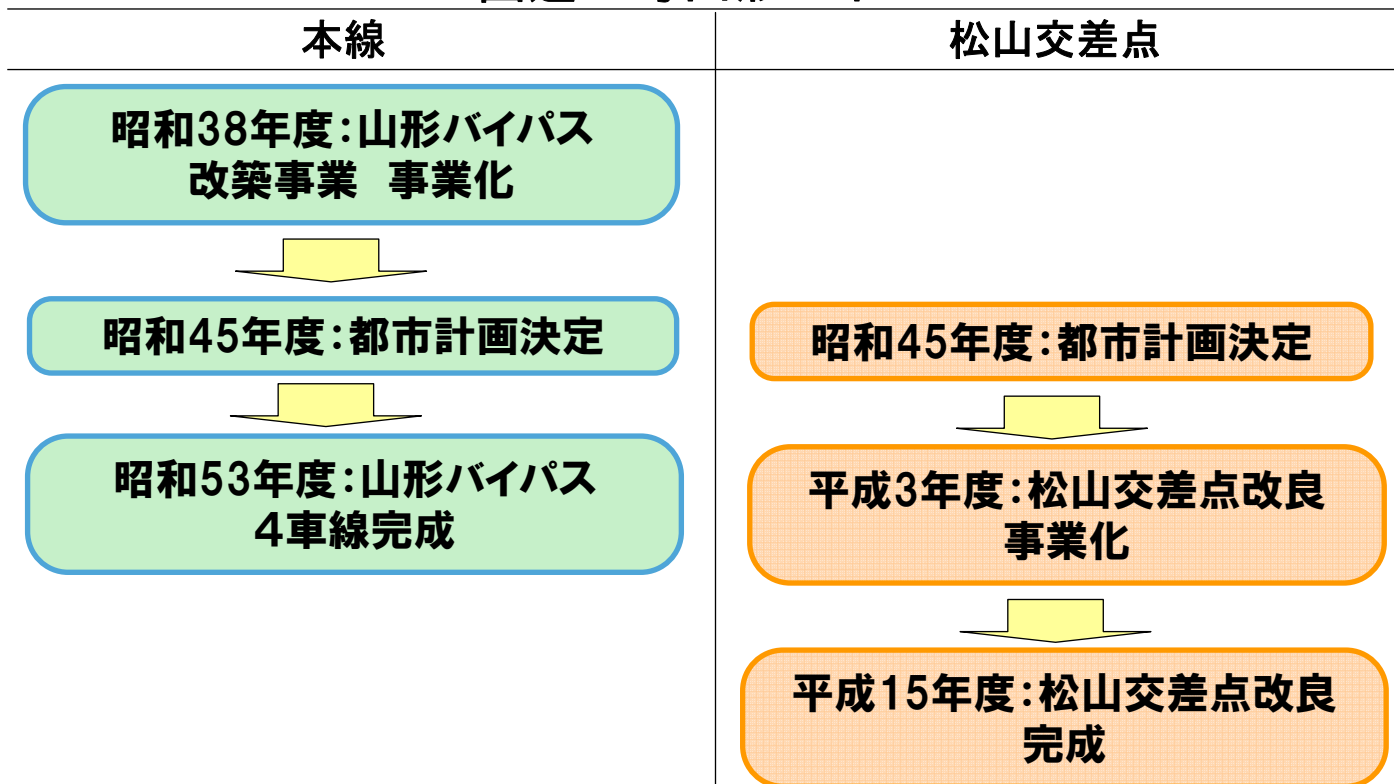 本線
松山交差点
昭和38年度：山形バイパス
改築事業　事業化
昭和45年度：都市計画決定
昭和53年度：山形バイパス
４車線完成
昭和45年度：都市計画決定
平成3年度：松山交差点改良
事業化
平成15年度：松山交差点改良
完成